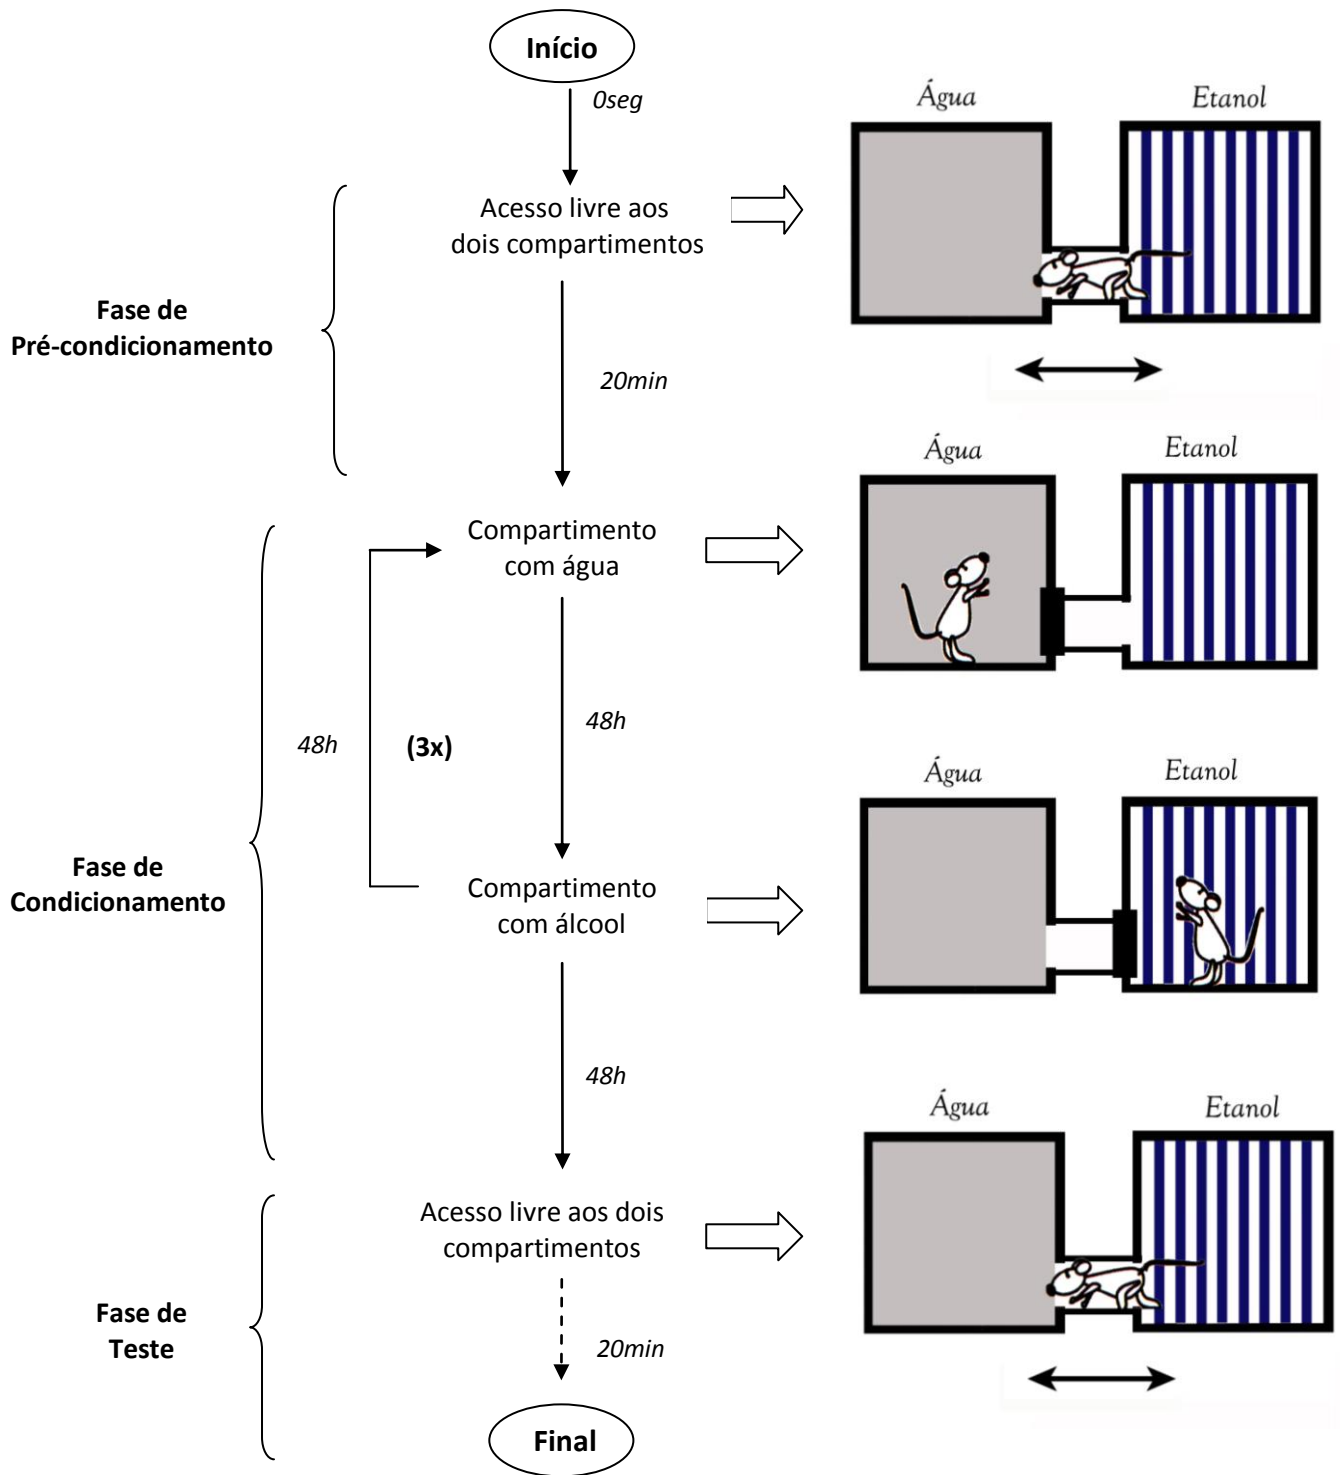 Início
0seg
Água
Etanol
Acesso livre aos
dois compartimentos
Fase de
Pré-condicionamento
20min
Água
Etanol
Compartimento
com água
48h
(3x)
48h
Água
Etanol
Fase de
Condicionamento
Compartimento
com álcool
48h
Água
Etanol
Acesso livre aos dois
compartimentos
Fase de
Teste
20min
Final